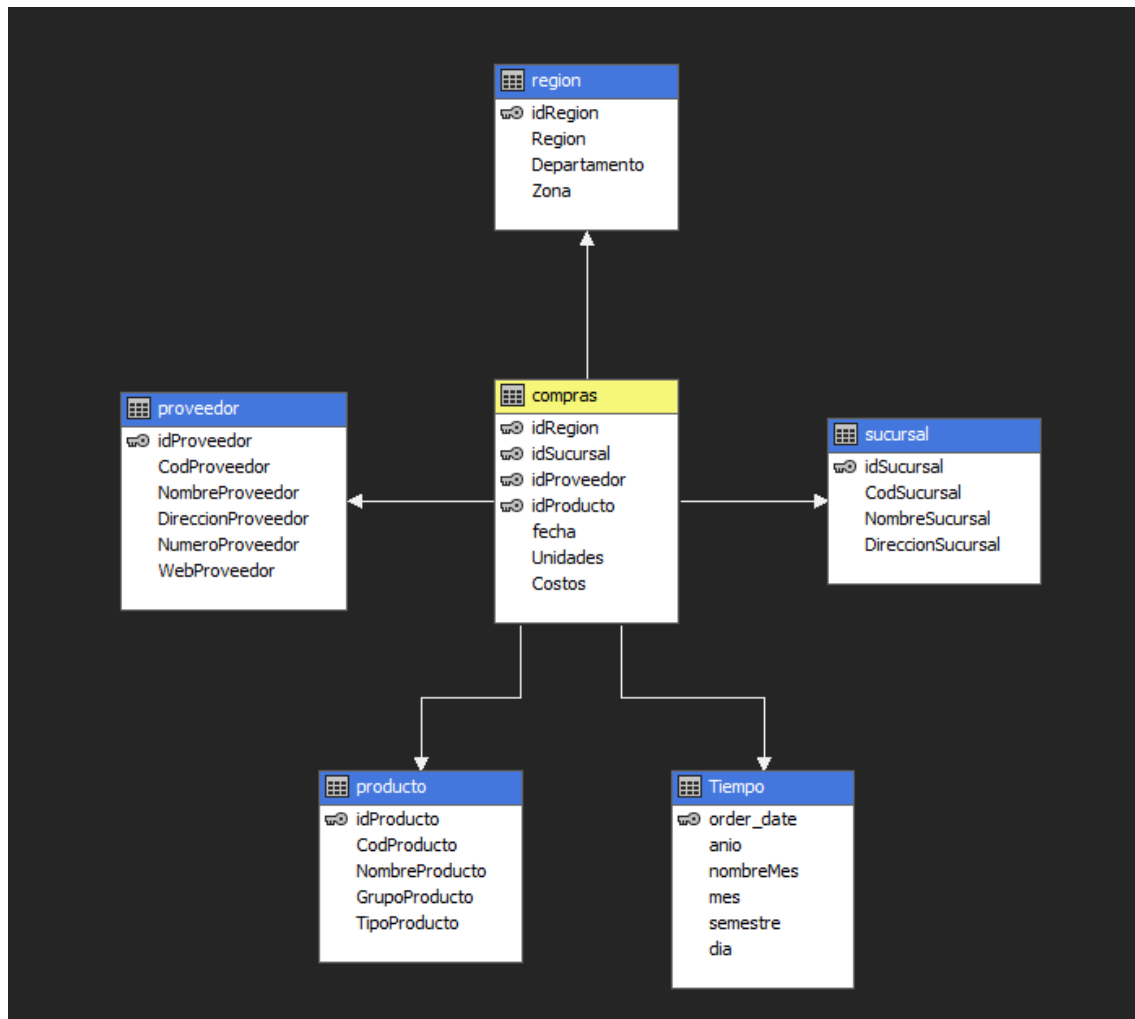 region
idRegion
Region
Departamento
Zona
proveedor
idProveedor
CodProveedor
NombreProveedor
DireccionProveedor
NumeroProveedor
WebProveedor
compras
idRegion
idSucursal
idProveedor
idProducto
fecha
Unidades
Costos
sucursal
idSucursal
CodSucursal
NombreSucursal
DireccionSucursal
producto
idProducto
CodProducto
NombreProducto
GrupoProducto
TipoProducto
Tiempo
order_date
anio
nombreMes
mes
semestre
dia